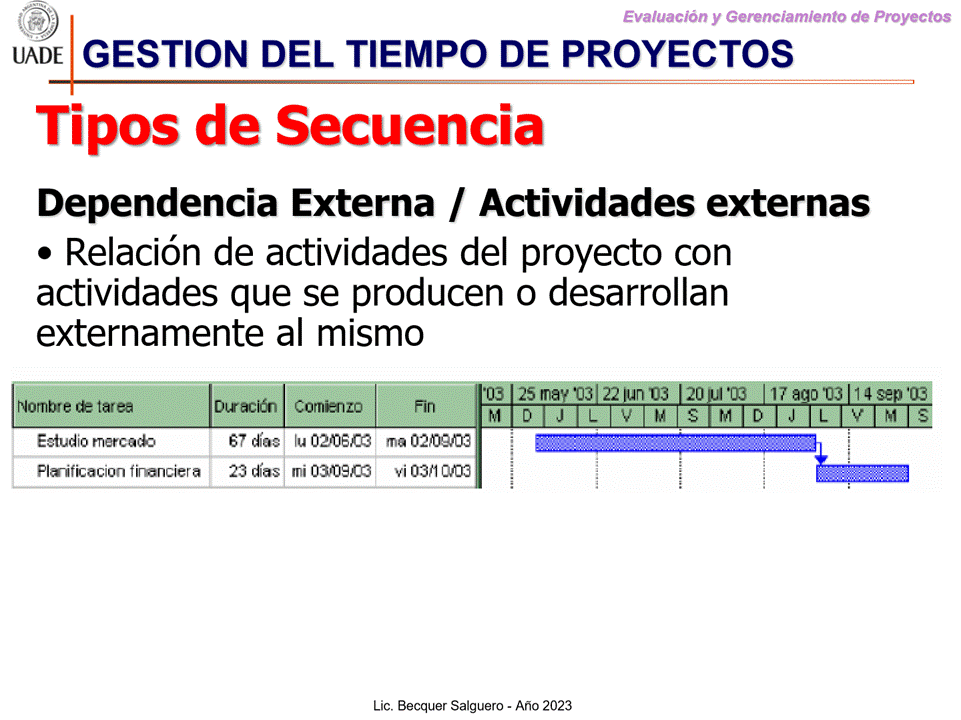 Evaluación y Gerenciamiento de Proyectos
UADE
GESTION DEL TIEMPO DE PROYECTOS
Tipos de Secuencia
Dependencia Externa / Actividades externas
• Relación de actividades del proyecto con
actividades que se producen o desarrollan
externamente al mismo
Nombre de tarea Duración Comienzo Fin '03 25 may '03 22 jun '03 20 jul '03 17 ago '03 14 sep '03
M D J L V M S M D J L V M S
Estudio mercado 67 días lu 02/06/03 ma 02/09/03
Planificacion financiera 23 días mi 03/09/03 vi 03/10/03
Lic. Becquer Salguero - Año 2023